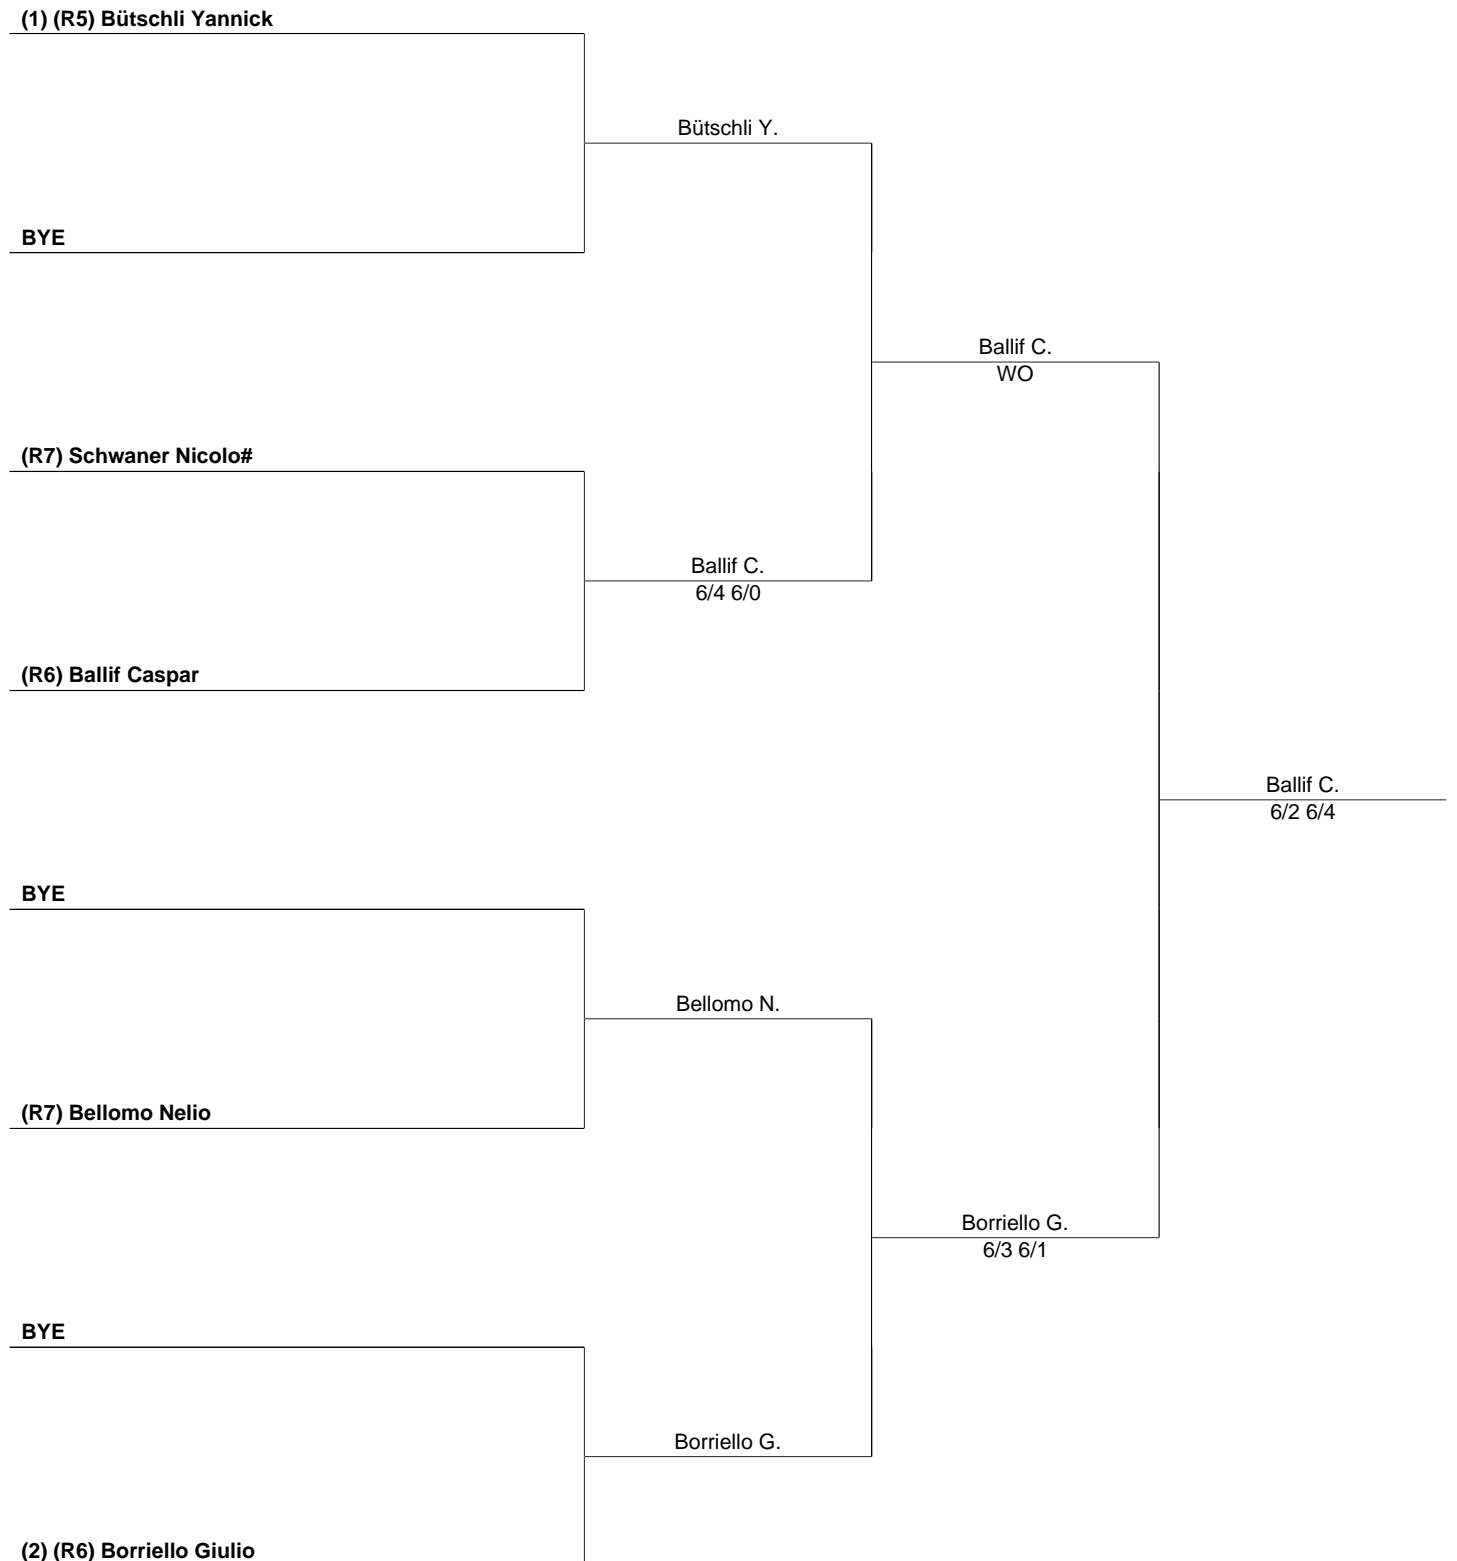 (1) (R5) Bütschli Yannick
Bütschli Y.
BYE
Ballif C.
WO
(R7) Schwaner Nicolo#
Ballif C.
6/4 6/0
(R6) Ballif Caspar
Ballif C.
6/2 6/4
BYE
Bellomo N.
(R7) Bellomo Nelio
Borriello G.
6/3 6/1
BYE
Borriello G.
(2) (R6) Borriello Giulio